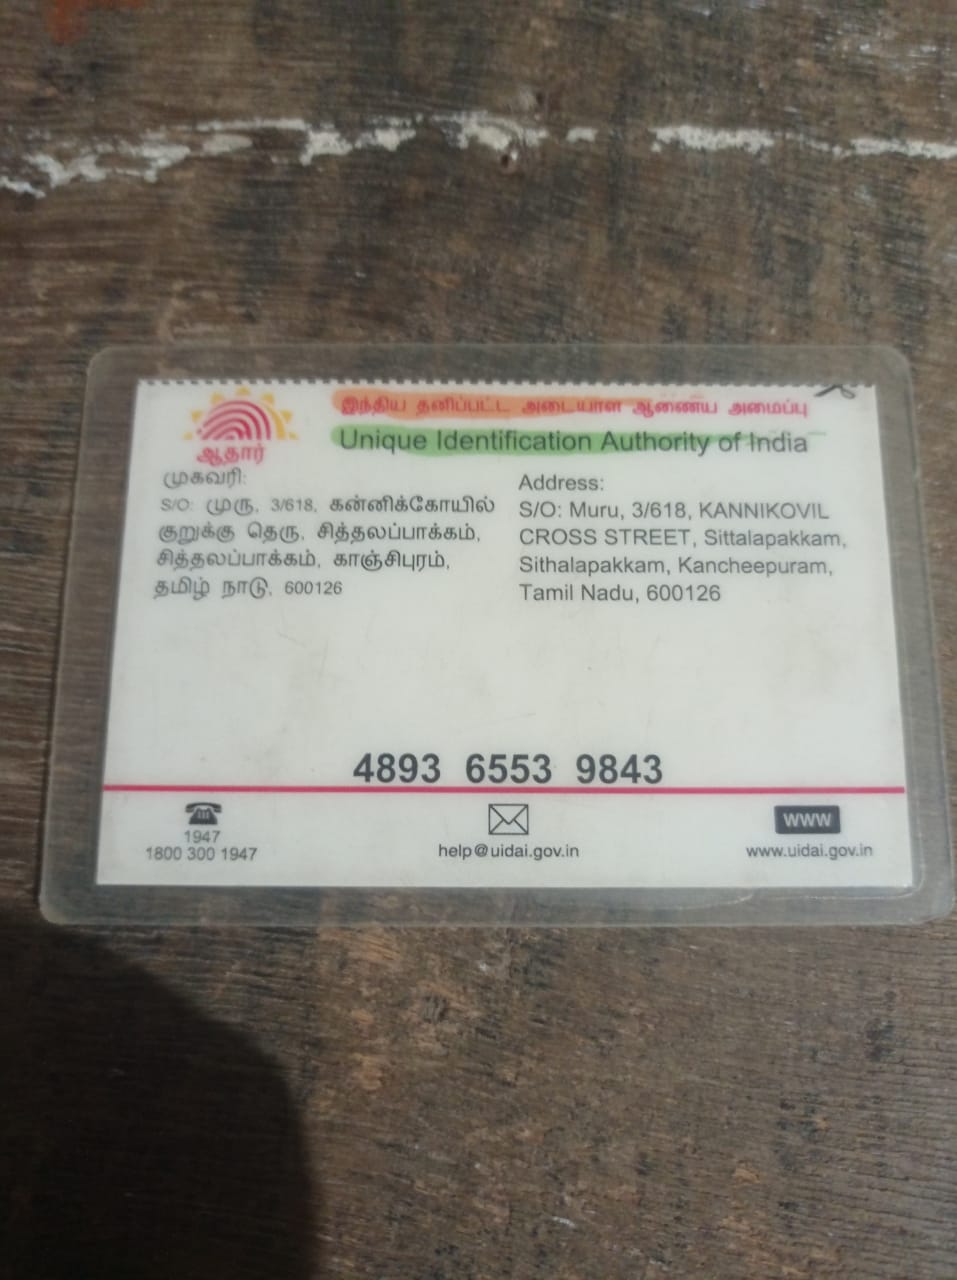 இந்திய தனிப்பட்ட அடையாள ஆணைய அமைப்பு
Unique Identification Authority of India
ஆதார்
முகவரி:
S/O: முரு, 3/618, கன்னிக்கோயில்
குறுக்கு தெரு, சித்தலப்பாக்கம்,
சித்தலப்பாக்கம், காஞ்சிபுரம்,
தமிழ் நாடு, 600126
Address:
S/O: Muru, 3/618, KANNIKOVIL
CROSS STREET, Sittalapakkam,
Sithalapakkam, Kancheepuram,
Tamil Nadu, 600126
4893 6553 9843
1947
1800 300 1947
help@uidai.gov.in
www
www.uidai.gov.in